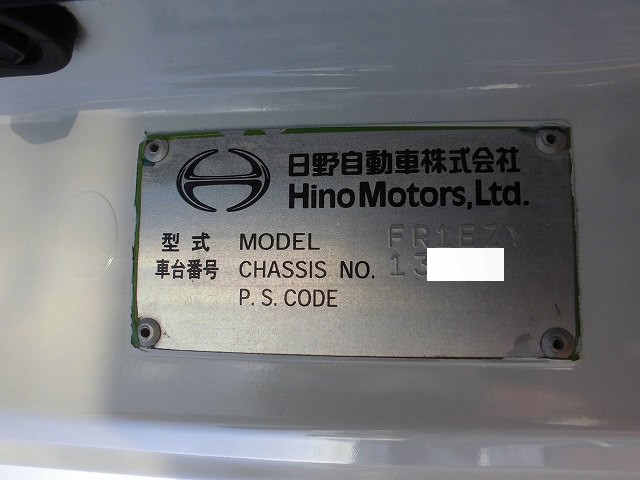 日野自動車株式会社
Hino Motors, Ltd.
型式 MODEL FR1EZY
車台番号 CHASSIS NO. 13
P.S.CODE